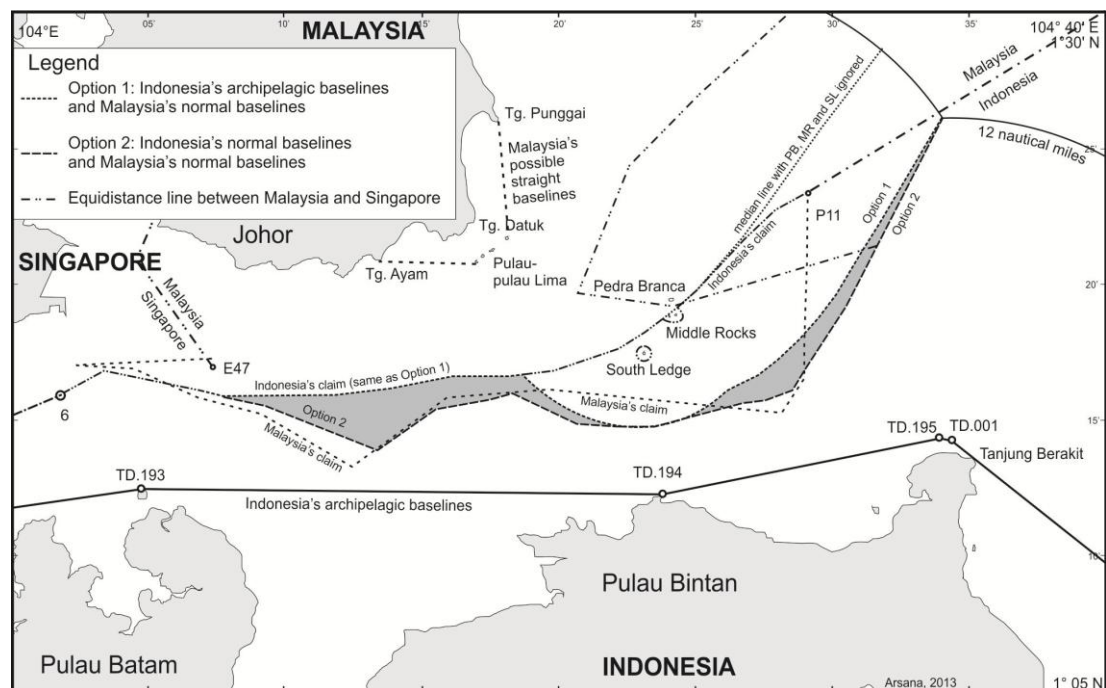 104°E
05'
10'
20'
25'
30'
35'
104° 40' E
1° 30' N
MALAYSIA
Legend
Option 1: Indonesia's archipelagic baselines
and Malaysia's normal baselines
Option 2: Indonesia's normal baselines
and Malaysia's normal baselines
Equidistance line between Malaysia and Singapore
Tg. Punggai
Malaysia's
possible
straight
baselines
Tg. Datuk
Johor
SINGAPORE
Tg. Ayam
Pulau-
pulau Lima
Malaysia
Singapore
E47
6
median line with PB, MR and SL ignored
Indonesia's claim
Malaysia
Indonesia
12 nautical miles
25'
P11
Option 1
Option 2
20'
Pedra Branca
Middle Rocks
South Ledge
Indonesia's claim (same as Option 1)
Option 2
Malaysia's claim
Malaysia's claim
15'
TD.193
TD.194
TD.195
TD.001
Tanjung Berakit
Indonesia's archipelagic baselines
10'
Pulau Bintan
Pulau Batam
INDONESIA
Arsana, 2013
1° 05 N